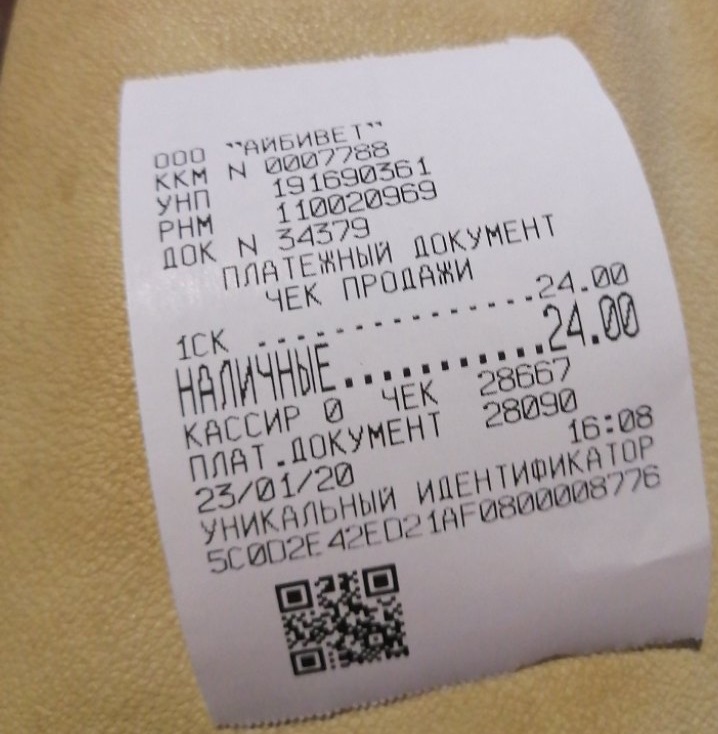 ООО "АЙБИВЕТ"
ККМ N 0007788
УНП 191690361
РНМ 110020969
ДОК N 34379
ПЛАТЕЖНЫЙ ДОКУМЕНТ
ЧЕК ПРОДАЖИ
1СК ..................24.00
НАЛИЧНЫЕ...........24.00
КАССИР 0 ЧЕК 28667
ПЛАТ.ДОКУМЕНТ 28090
23/01/20 16:08
УНИКАЛЬНЫЙ ИДЕНТИФИКАТОР
5C0D2E42ED21AF0800008776